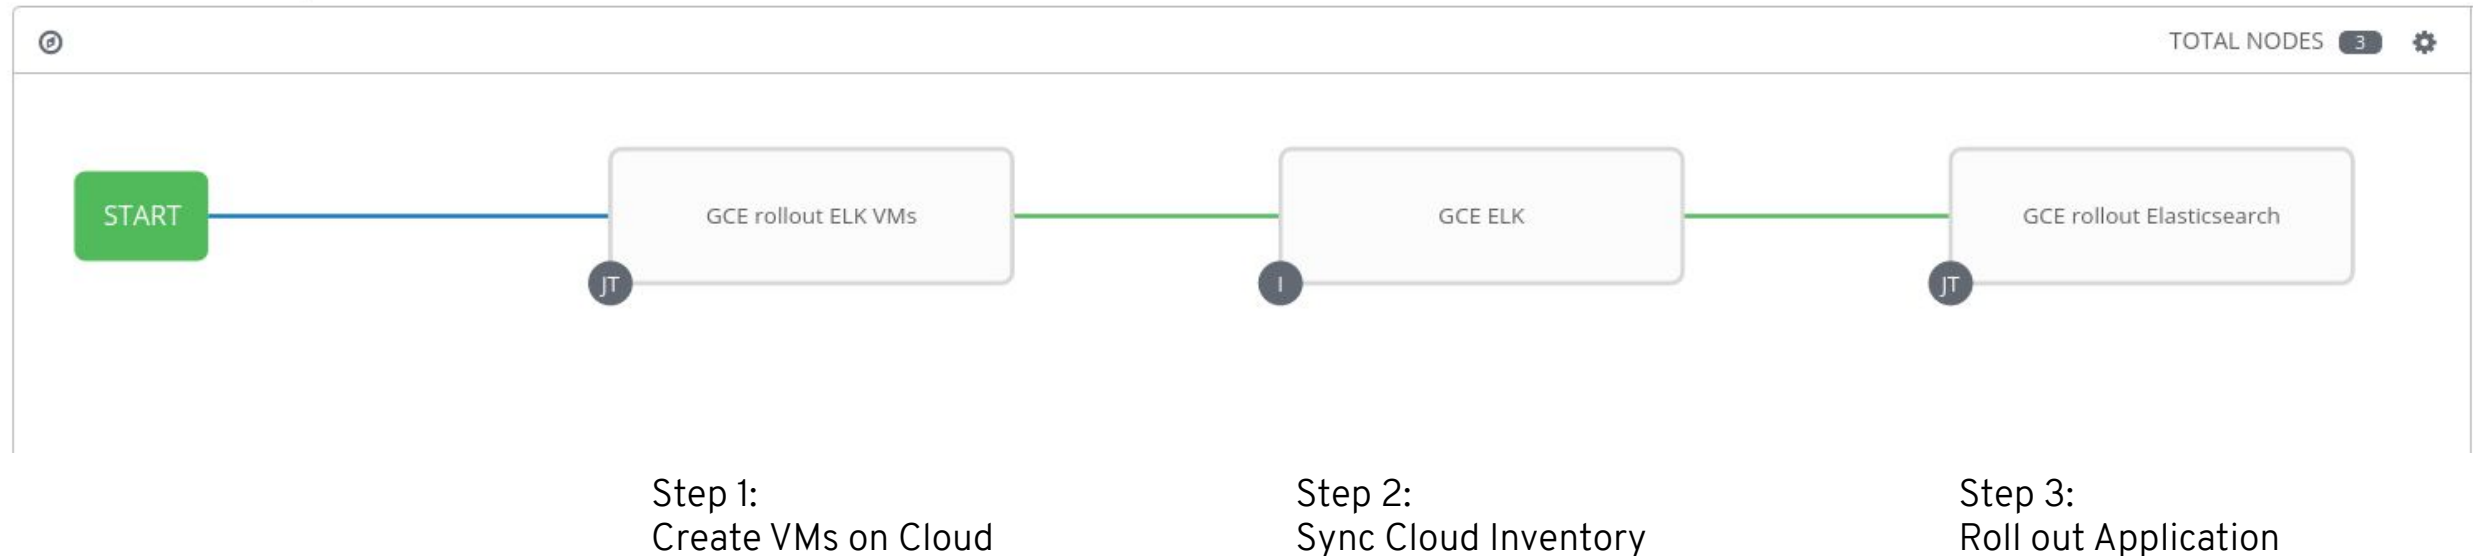 TOTAL NODES 3
START
GCE rollout ELK VMs
GCE ELK
GCE rollout Elasticsearch
JT
I
JT
Step 1:
Create VMs on Cloud
Step 2:
Sync Cloud Inventory
Step 3:
Roll out Application